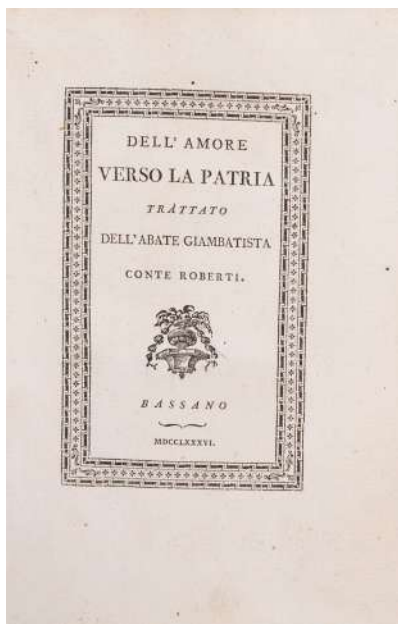 DELL' AMORE
VERSO LA PATRIA
TRATTATO
DELL'ABATE GIAMBATISTA
CONTE ROBERTI.
BASSANO
MDCCLXXXVI.